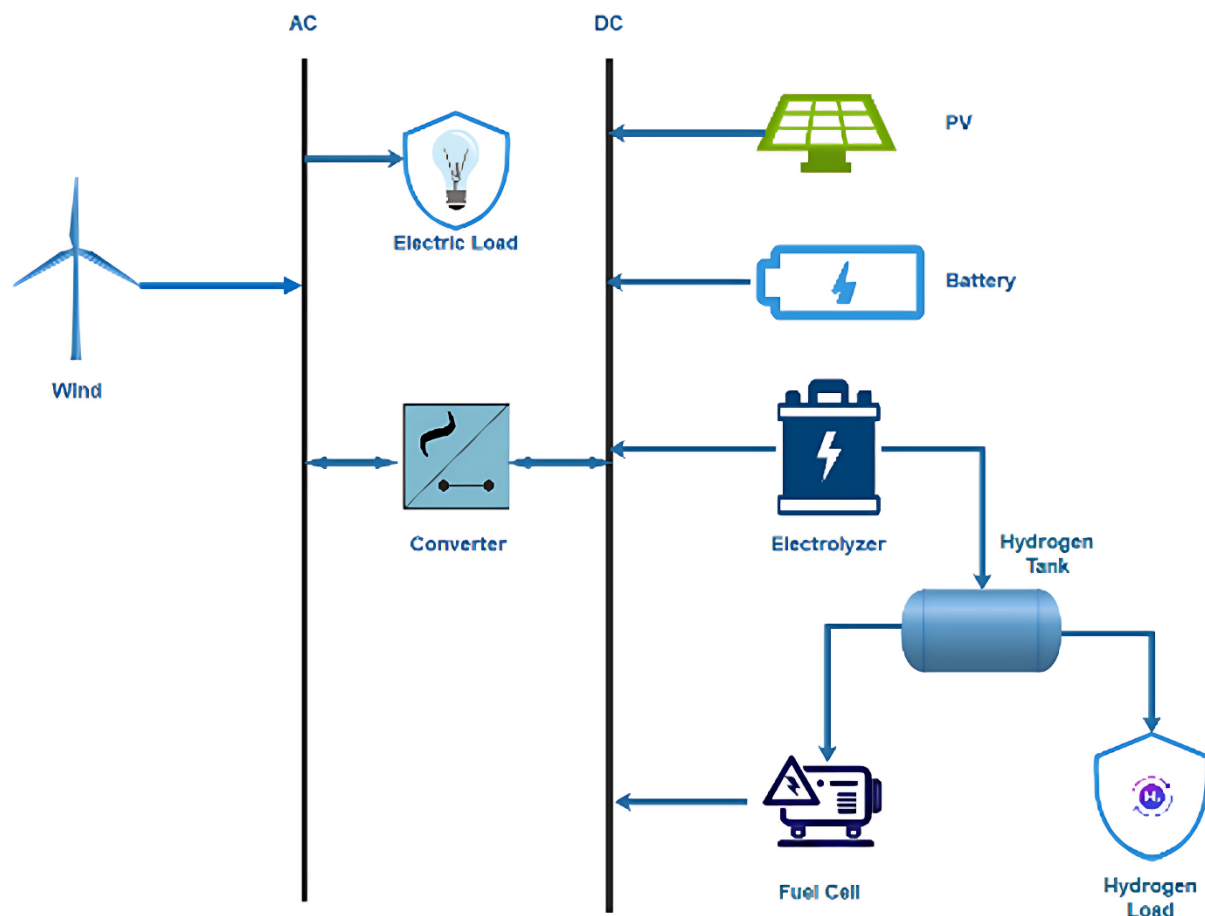 AC
DC
PV
Electric Load
Battery
Wind
Converter
Electrolyzer
Hydrogen
Tank
Fuel Cell
Hydrogen
Load